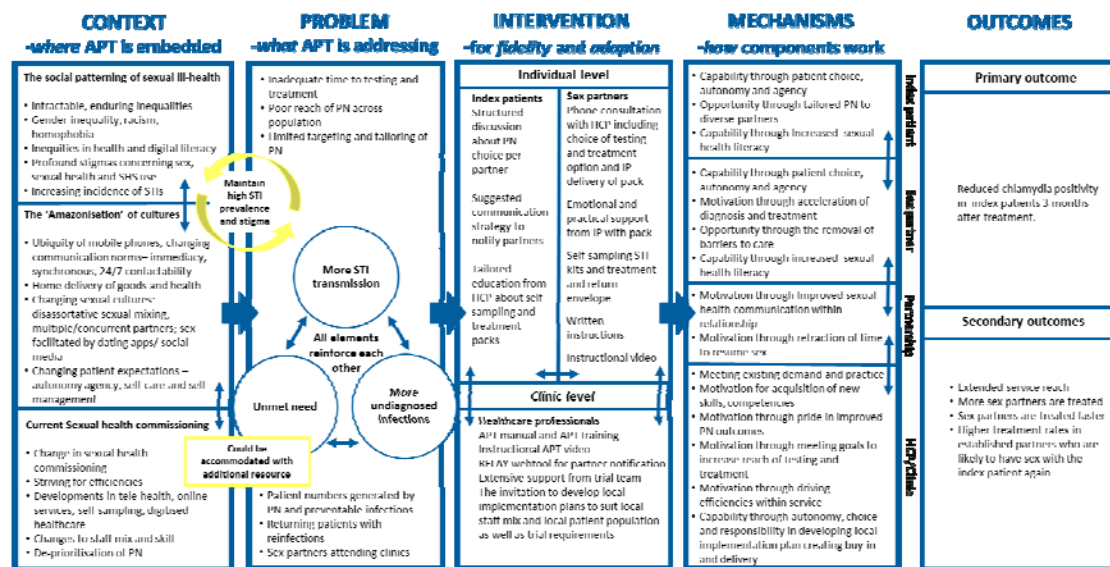 CONTEXT
-where APT is embedded
The social patterning of sexual ill-health
• Intractable, enduring inequalities
• Gender inequality, racism,
homophobia
• Inequities in health and digital literacy
• Profound stigmas concerning sex,
sexual health and SHS use
• Increasing incidence of STIs
The 'Amazonisation' of cultures
• Ubiquity of mobile phones, changing
communication norms– immediacy,
synchronous, 24/7 contactability
• Home delivery of goods and health
• Changing sexual cultures:
disassortative sexual mixing,
multiple/concurrent partners; sex
facilitated by dating apps/ social
media
• Changing patient expectations –
autonomy agency, self care and self
management
Current Sexual health commissioning
• Change in sexual health
commissioning
• Striving for efficiencies
• Developments in tele health, online
services, self sampling, digitised
healthcare
• Changes to staff mix and skill
• De-prioritisation of PN
PROBLEM
-what APT is addressing
• Inadequate time to testing and
treatment
• Poor reach of PN across
population
• Limited targeting and tailoring of
PN
Maintain
high STI
prevalence
and stigma
More STI
transmission
All elements
reinforce each
other
Unmet need
More
undiagnosed
infections
Could be
accommodated with
additional resource
• Patient numbers generated by
PN and preventable infections
• Returning patients with
reinfections
• Sex partners attending clinics
INTERVENTION
-for fidelity and adaption
Individual level
Index patients
Structured
discussion
about PN
choice per
partner
Suggested
communication
strategy to
notify partners
Tailored
education from
HCP about self
sampling and
treatment
packs
Sex partners
Phone consultation
with HCP including
choice of testing
and treatment
option and IP
delivery of pack
Emotional and
practical support
from IP with pack
Self sampling STI
kits and treatment
and return
envelope
Written
instructions
Instructional video
Clinic level
Healthcare professionals
APT manual and APT training
Instructional APT video
RELAY webtool for partner notification
Extensive support from trial team
The invitation to develop local
implementation plans to suit local
staff mix and local patient population
as well as trial requirements
MECHANISMS
-how components work
• Capability through patient choice,
autonomy and agency
• Opportunity through tailored PN to
diverse partners
• Capability through increased sexual
health literacy
Index patient
• Capability through patient choice,
autonomy and agency
• Motivation through acceleration of
diagnosis and treatment
• Opportunity through the removal of
barriers to care
• Capability through increased sexual
health literacy
Sex partner
• Motivation through improved sexual
health communication within
relationship
• Motivation through retraction of time
to resume sex
Partnership
• Meeting existing demand and practice
• Motivation for acquisition of new
skills, competencies
• Motivation through pride in improved
PN outcomes
• Motivation through meeting goals to
increase reach of testing and
treatment
• Motivation through driving
efficiencies within service
• Capability through autonomy, choice
and responsibility in developing local
implementation plan creating buy in
and delivery
HCP/Clinic
OUTCOMES
Primary outcome
Reduced chlamydia positivity
in index patients 3 months
after treatment.
Secondary outcomes
• Extended service reach
• More sex partners are treated
• Sex partners are treated faster
• Higher treatment rates in
established partners who are
likely to have sex with the
index patient again